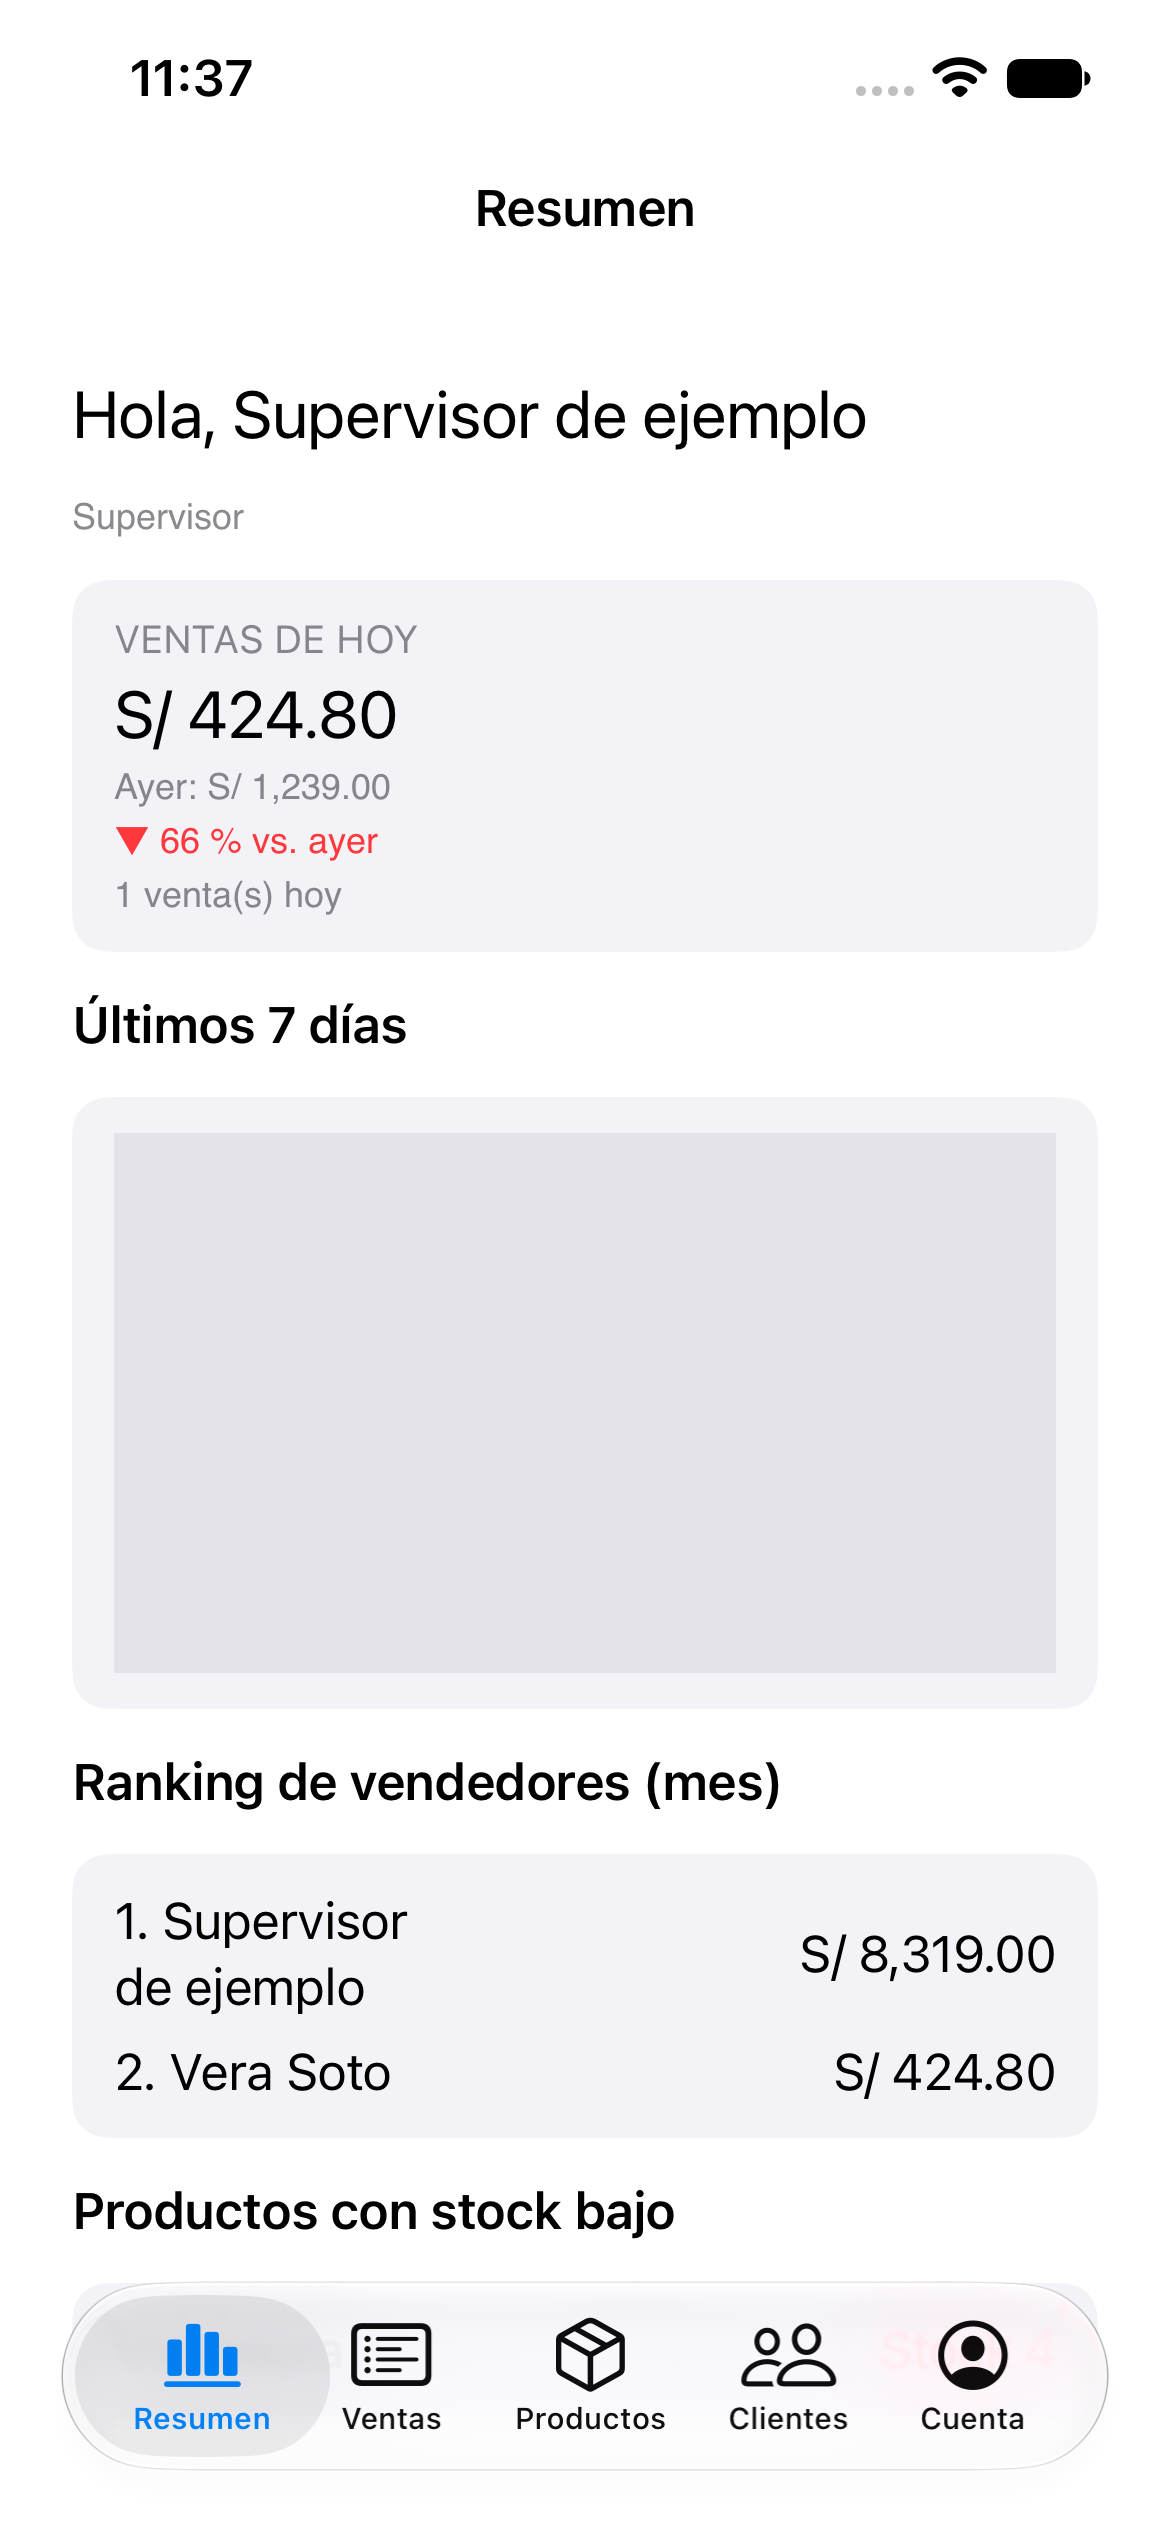 11:37
Resumen
Hola, Supervisor de ejemplo
Supervisor
VENTAS DE HOY
S/ 424.80
Ayer: S/ 1,239.00
▼ 66 % vs. ayer
1 venta(s) hoy
Últimos 7 días
Ranking de vendedores (mes)
1. Supervisor
de ejemplo
S/ 8,319.00
2. Vera Soto
S/ 424.80
Productos con stock bajo
Resumen
Ventas
Productos
Clientes
Cuenta